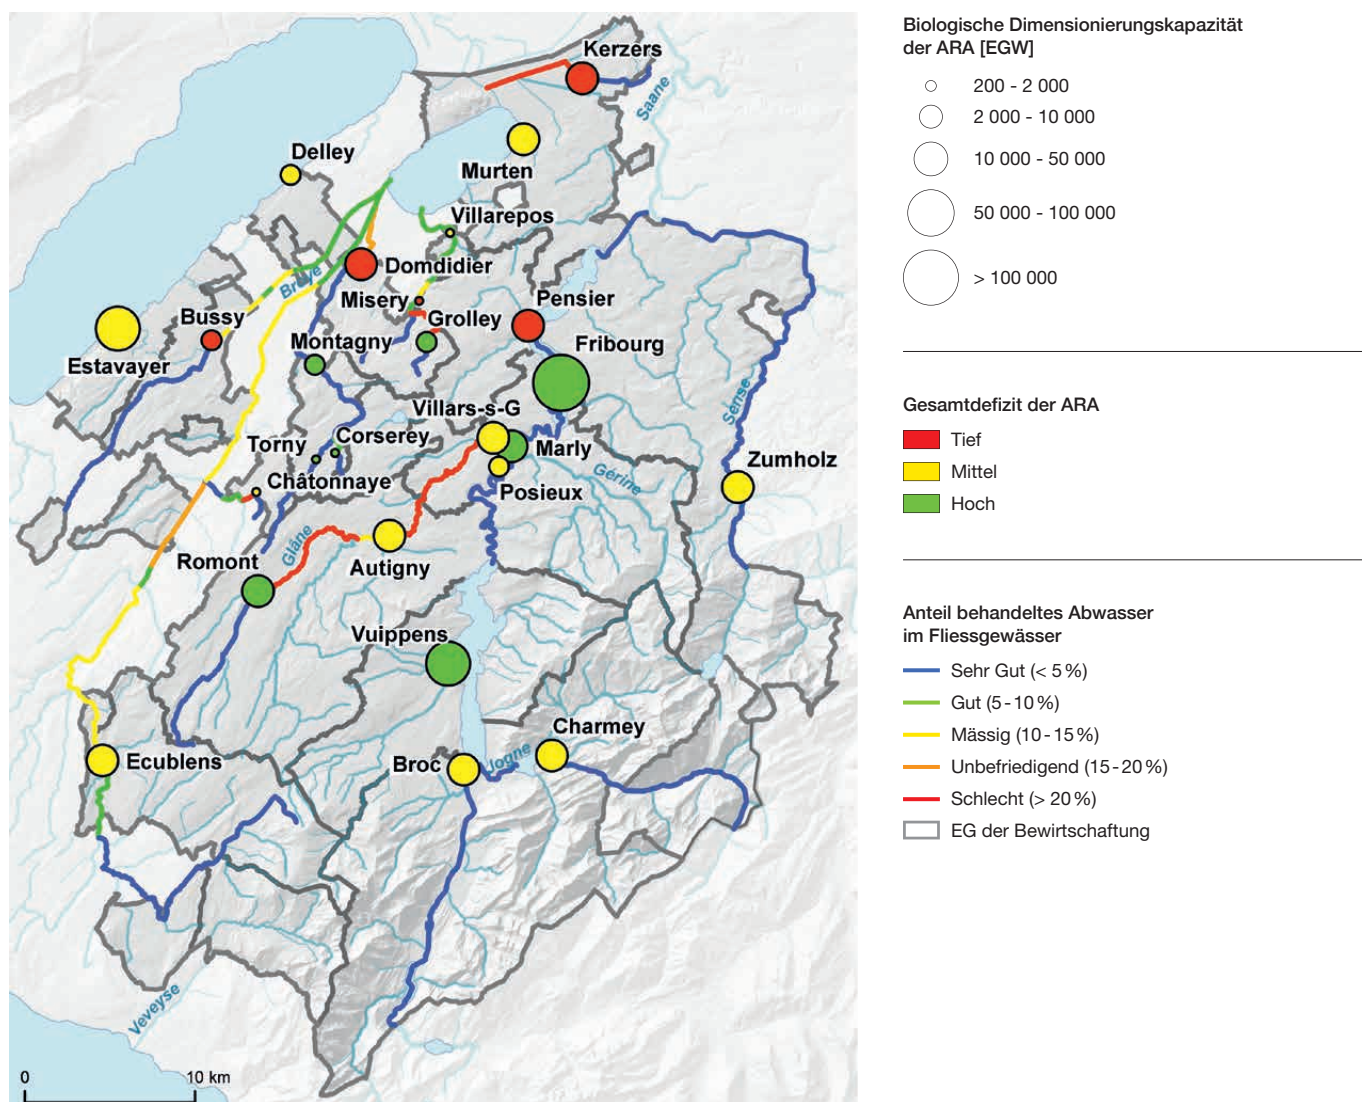 Kerzers
Saane
Delley
Murten
Villarepos
Domdidier
Broye
Misery
Pensier
Bussy
Grolley
Montagny
Fribourg
Estavayer
Sense
Villars-s-G
Torny
Corserey
Marly
Zumholz
Châtonnaye
Gérine
Posieux
Glâne
Romont
Autigny
Vuippens
Charmey
Ecublens
Broc
Jogne
Veveyse
0 10 km
Biologische Dimensionierungskapazität
der ARA [EGW]
200 - 2 000
2 000 - 10 000
10 000 - 50 000
50 000 - 100 000
> 100 000
Gesamtdefizit der ARA
Tief
Mittel
Hoch
Anteil behandeltes Abwasser
im Fliessgewässer
Sehr Gut (< 5 %)
Gut (5 - 10 %)
Mässig (10 - 15 %)
Unbefriedigend (15 - 20 %)
Schlecht (> 20 %)
EG der Bewirtschaftung